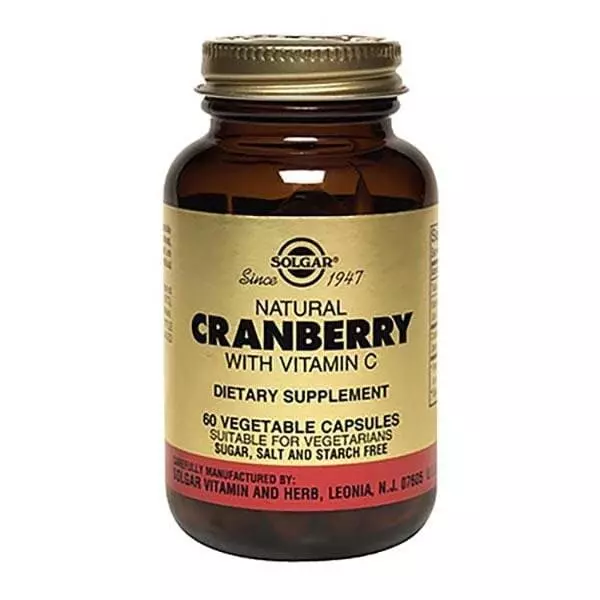 SOLGAR®
Since 1947
NATURAL
CRANBERRY
WITH VITAMIN C
DIETARY SUPPLEMENT
60 VEGETABLE CAPSULES
SUITABLE FOR VEGETARIANS
SUGAR, SALT AND STARCH FREE
CAREFULLY MANUFACTURED BY:
SOLGAR VITAMIN AND HERB, LEONIA, N.J. 07605